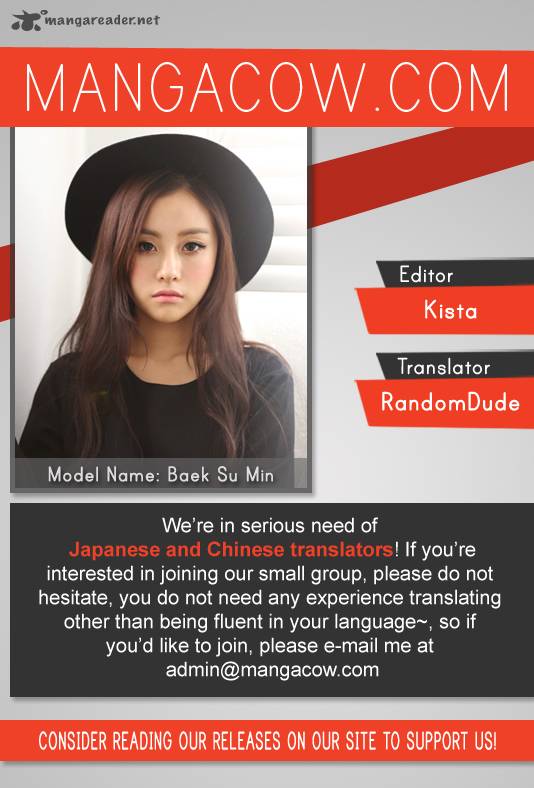 mangareader.net
MANGACOW.COM
Editor
Kista
Translator
RandomDude
Model Name: Baek Su Min
We're in serious need of
Japanese and Chinese translators! If you're
interested in joining our small group, please do not
hesitate, you do not need any experience translating
other than being fluent in your language~, so if
you'd like to join, please e-mail me at
admin@mangacow.com
CONSIDER READING OUR RELEASES ON OUR SITE TO SUPPORT US!